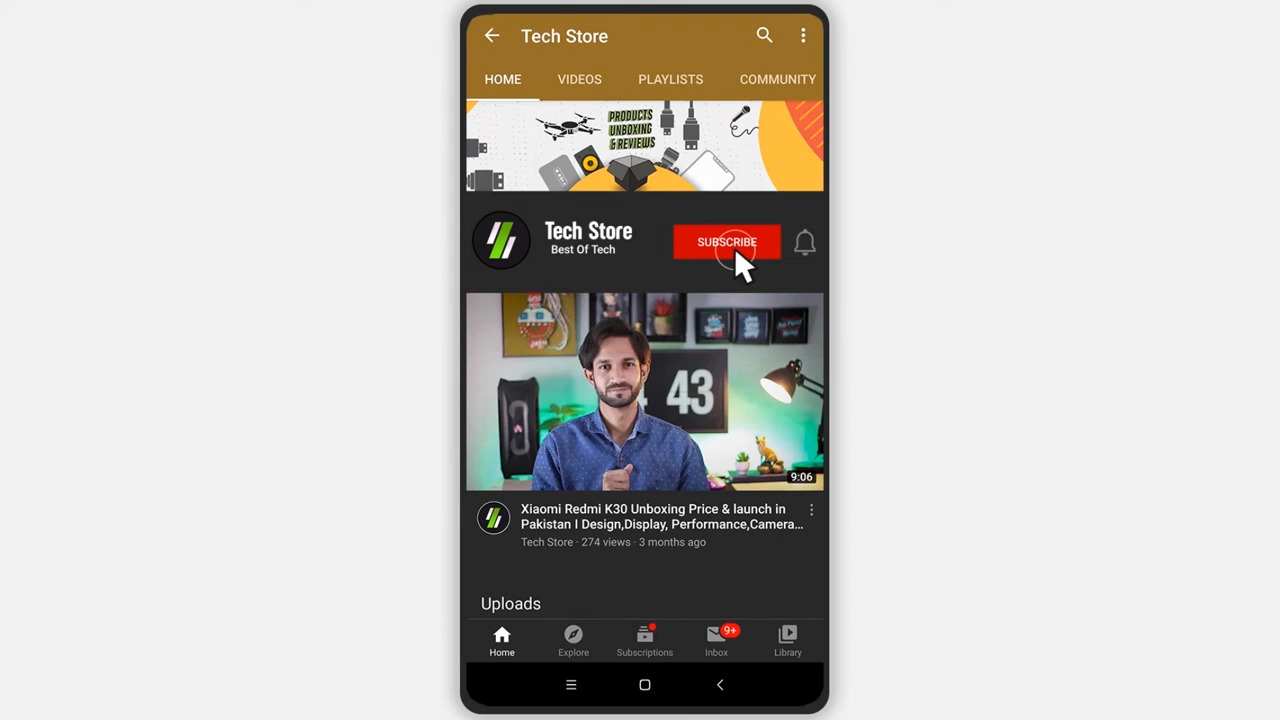 Tech Store
HOME VIDEOS PLAYLISTS COMMUNITY
PRODUCTS
UNBOXING
& REVIEWS
Tech Store
Best Of Tech
SUBSCRIBE
43
9:06
Xiaomi Redmi K30 Unboxing Price & launch in
Pakistan I Design,Display, Performance,Camera...
Tech Store · 274 views · 3 months ago
Uploads
9+
Home Explore Subscriptions Inbox Library